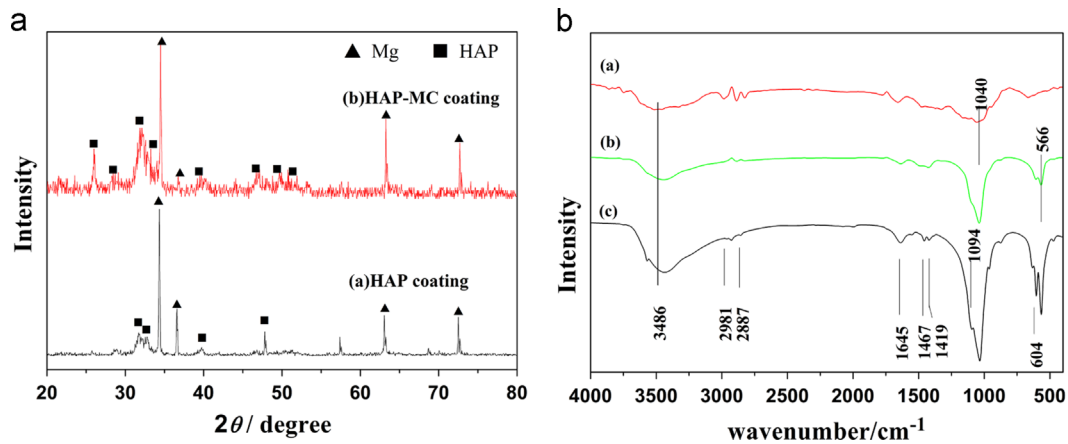 a
Intensity
▲ Mg ■ HAP
(b)HAP-MC coating
(a)HAP coating
20 30 40 50 60 70 80
2θ/ degree
b
Intensity
(a)
(b)
(c)
1040
566
1094
3486
2981
2887
1645
1467
1419
604
4000 3500 3000 2500 2000 1500 1000 500
wavenumber/cm⁻¹